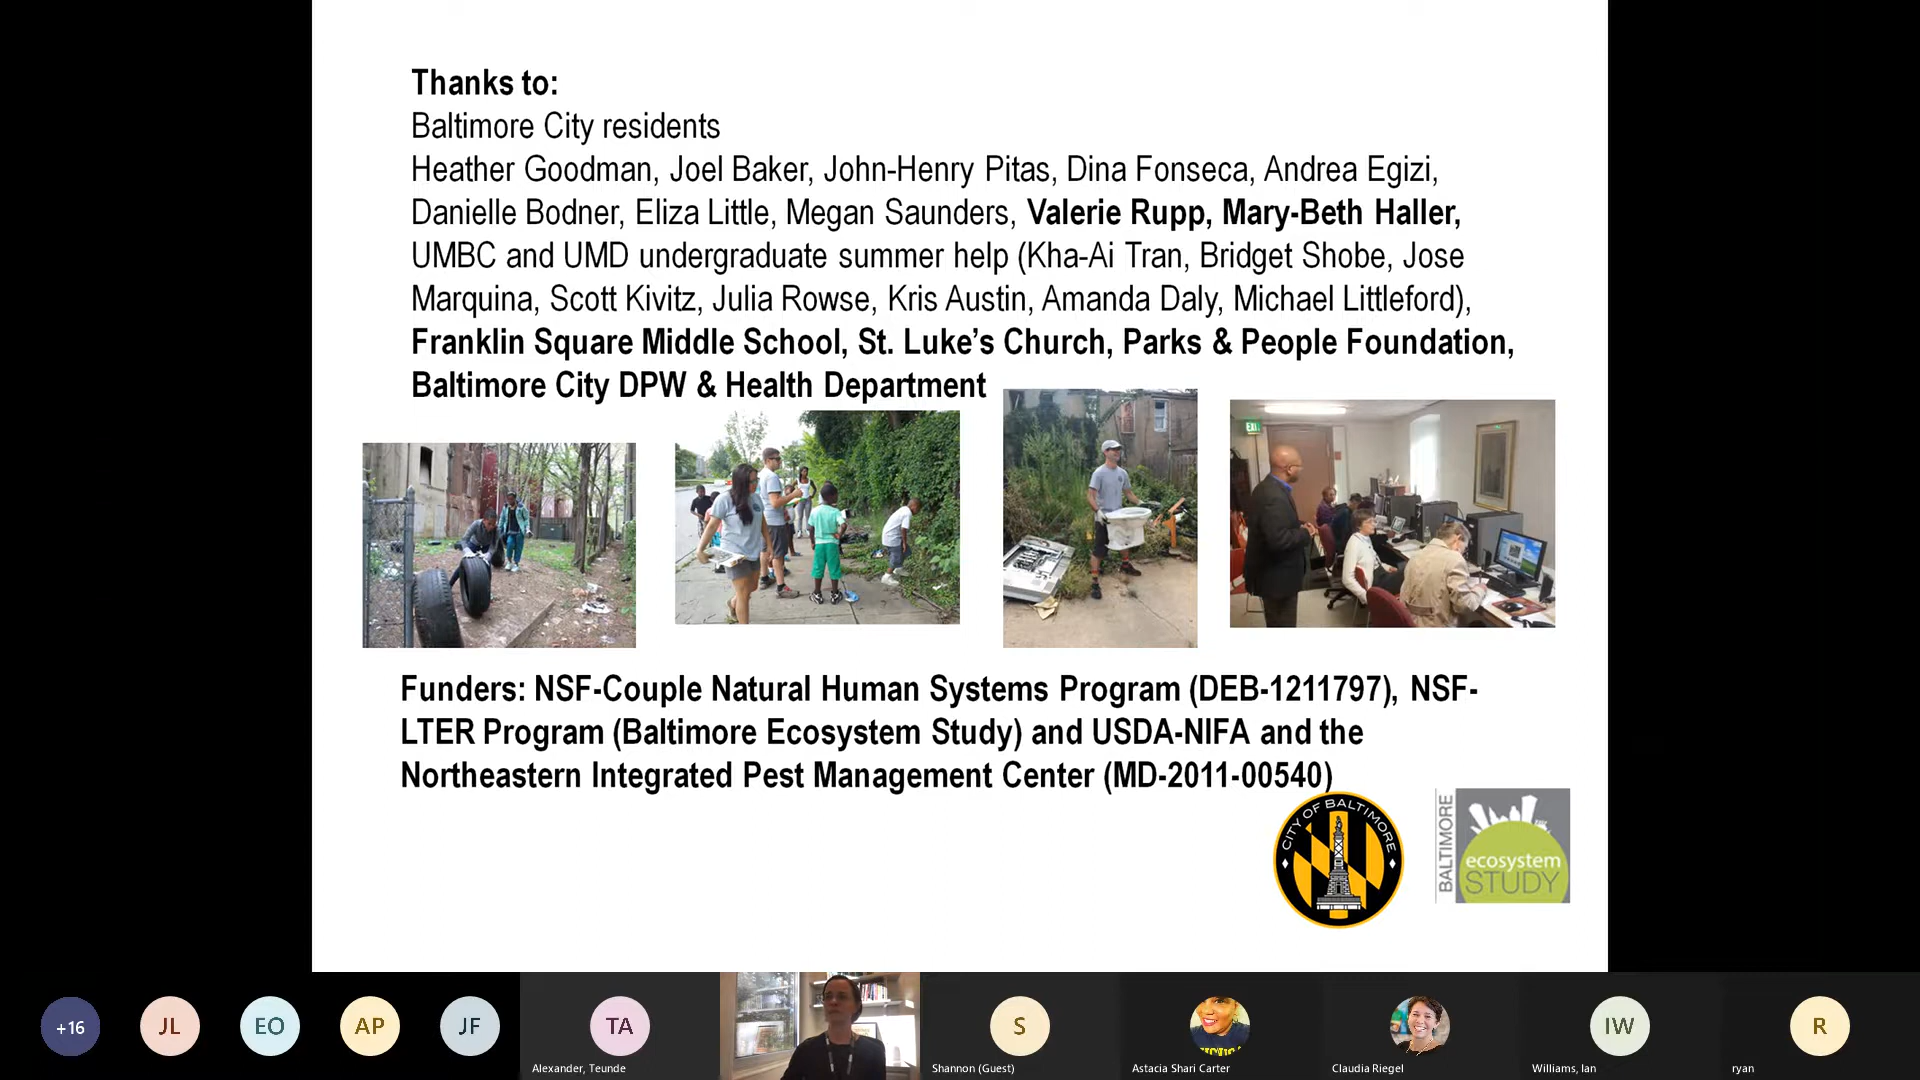 Thanks to:
Baltimore City residents
Heather Goodman, Joel Baker, John-Henry Pitas, Dina Fonseca, Andrea Egizi,
Danielle Bodner, Eliza Little, Megan Saunders, Valerie Rupp, Mary-Beth Haller,
UMBC and UMD undergraduate summer help (Kha-Ai Tran, Bridget Shobe, Jose
Marquina, Scott Kivitz, Julia Rowse, Kris Austin, Amanda Daly, Michael Littleford),
Franklin Square Middle School, St. Luke's Church, Parks & People Foundation,
Baltimore City DPW & Health Department
EXIT
Funders: NSF-Couple Natural Human Systems Program (DEB-1211797), NSF-
LTER Program (Baltimore Ecosystem Study) and USDA-NIFA and the
Northeastern Integrated Pest Management Center (MD-2011-00540)
CITY OF BALTIMORE
BALTIMORE
ecosystem
STUDY
+16
JL
EO
AP
JF
TA
S
IW
R
Alexander, Teunde
Shannon (Guest)
Astacia Shari Carter
Claudia Riegel
Williams, Ian
ryan